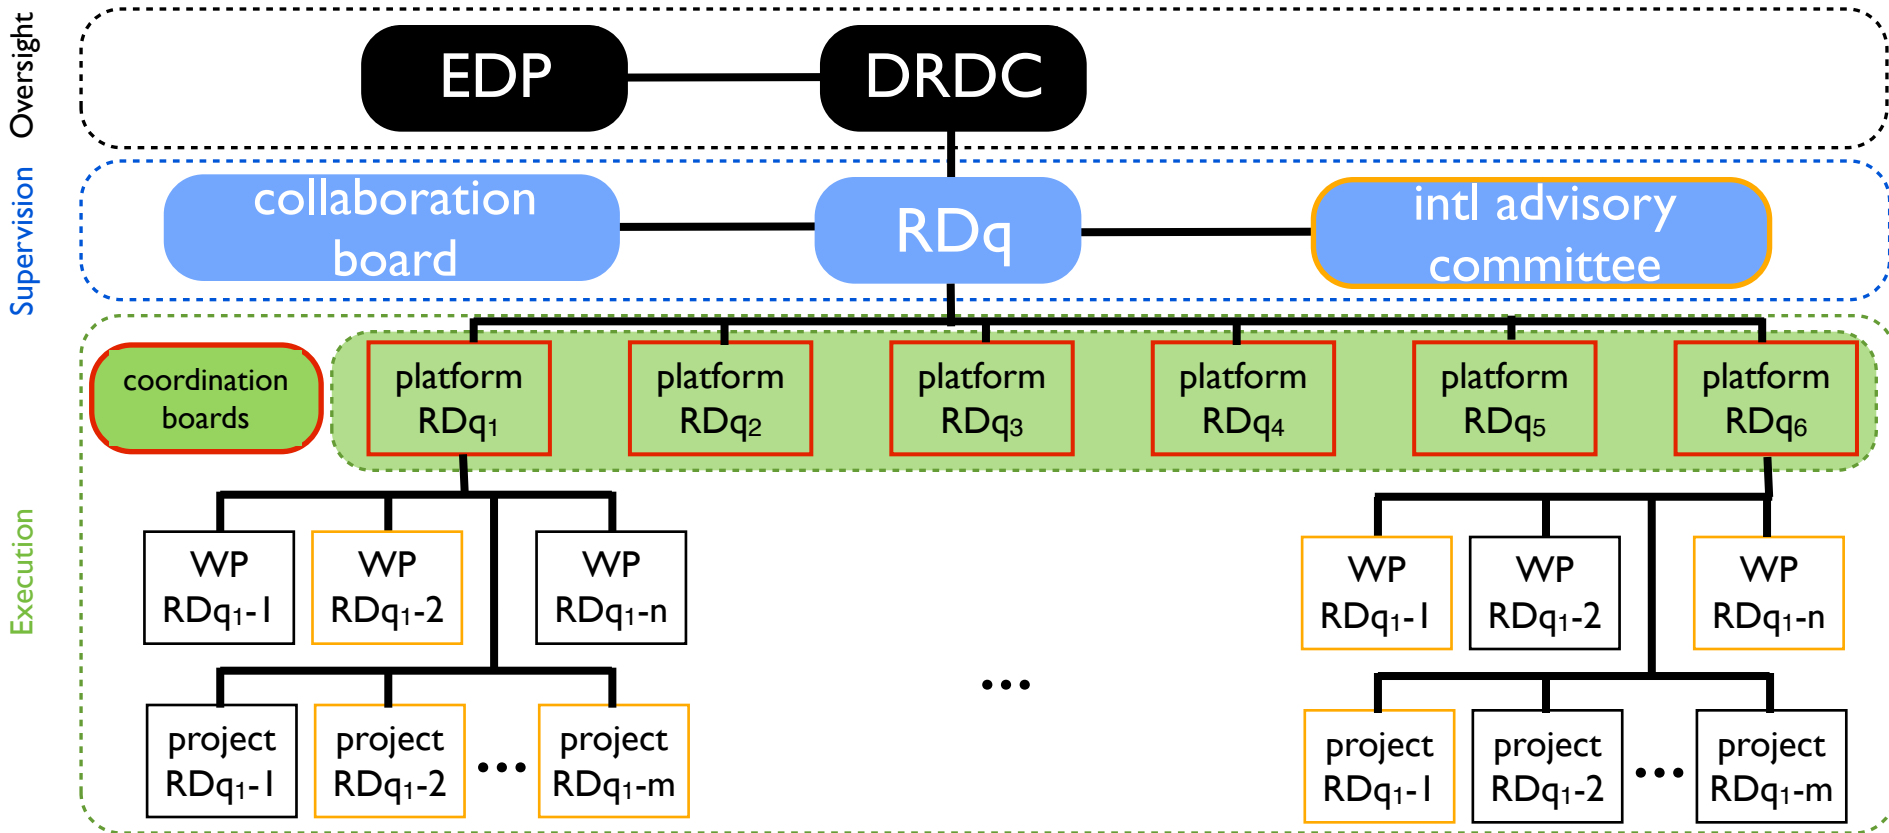 Oversight
EDP
DRDC
Supervision
collaboration
board
RDq
intl advisory
committee
Execution
coordination
boards
platform
RDq1
platform
RDq2
platform
RDq3
platform
RDq4
platform
RDq5
platform
RDq6
WP
RDq1-1
WP
RDq1-2
WP
RDq1-n
WP
RDq1-1
WP
RDq1-2
WP
RDq1-n
...
project
RDq1-1
project
RDq1-2
...
project
RDq1-m
project
RDq1-1
project
RDq1-2
...
project
RDq1-m